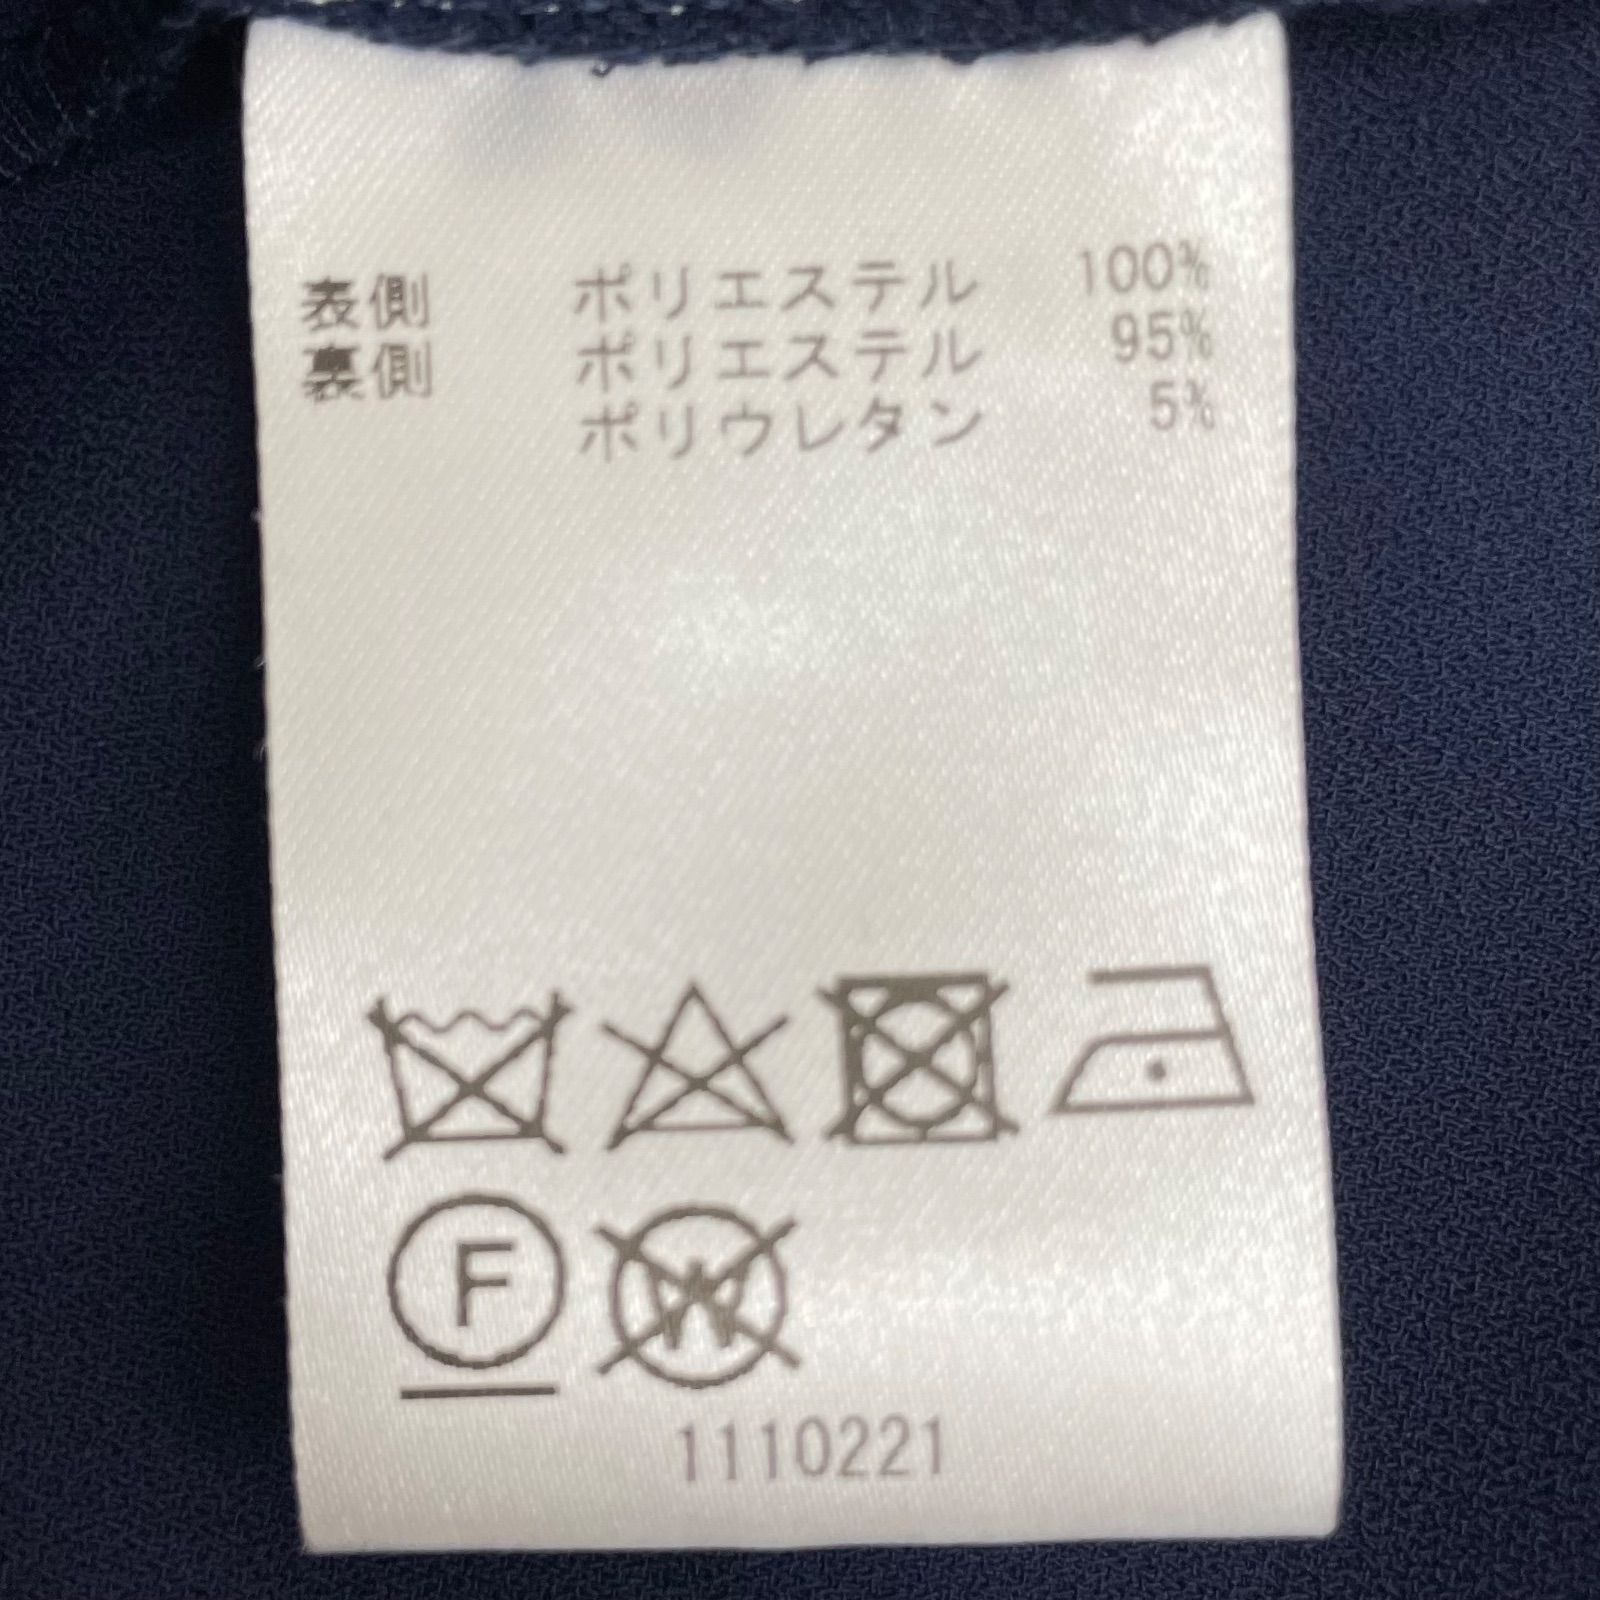 表側 ポリエステル 100%
裏側 ポリエステル 95%
ポリウレタン 5%
F W
1110221